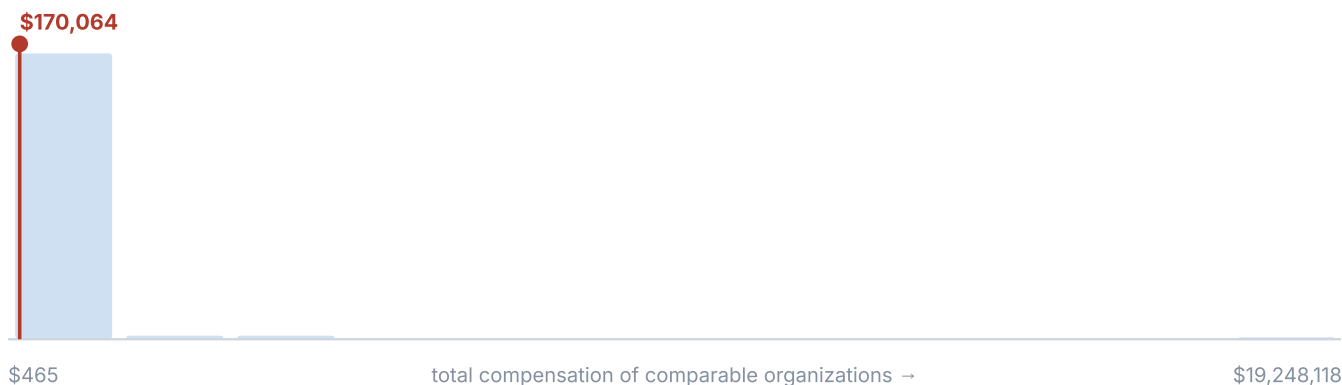 $170,064
$465
total compensation of comparable organizations →
$19,248,118